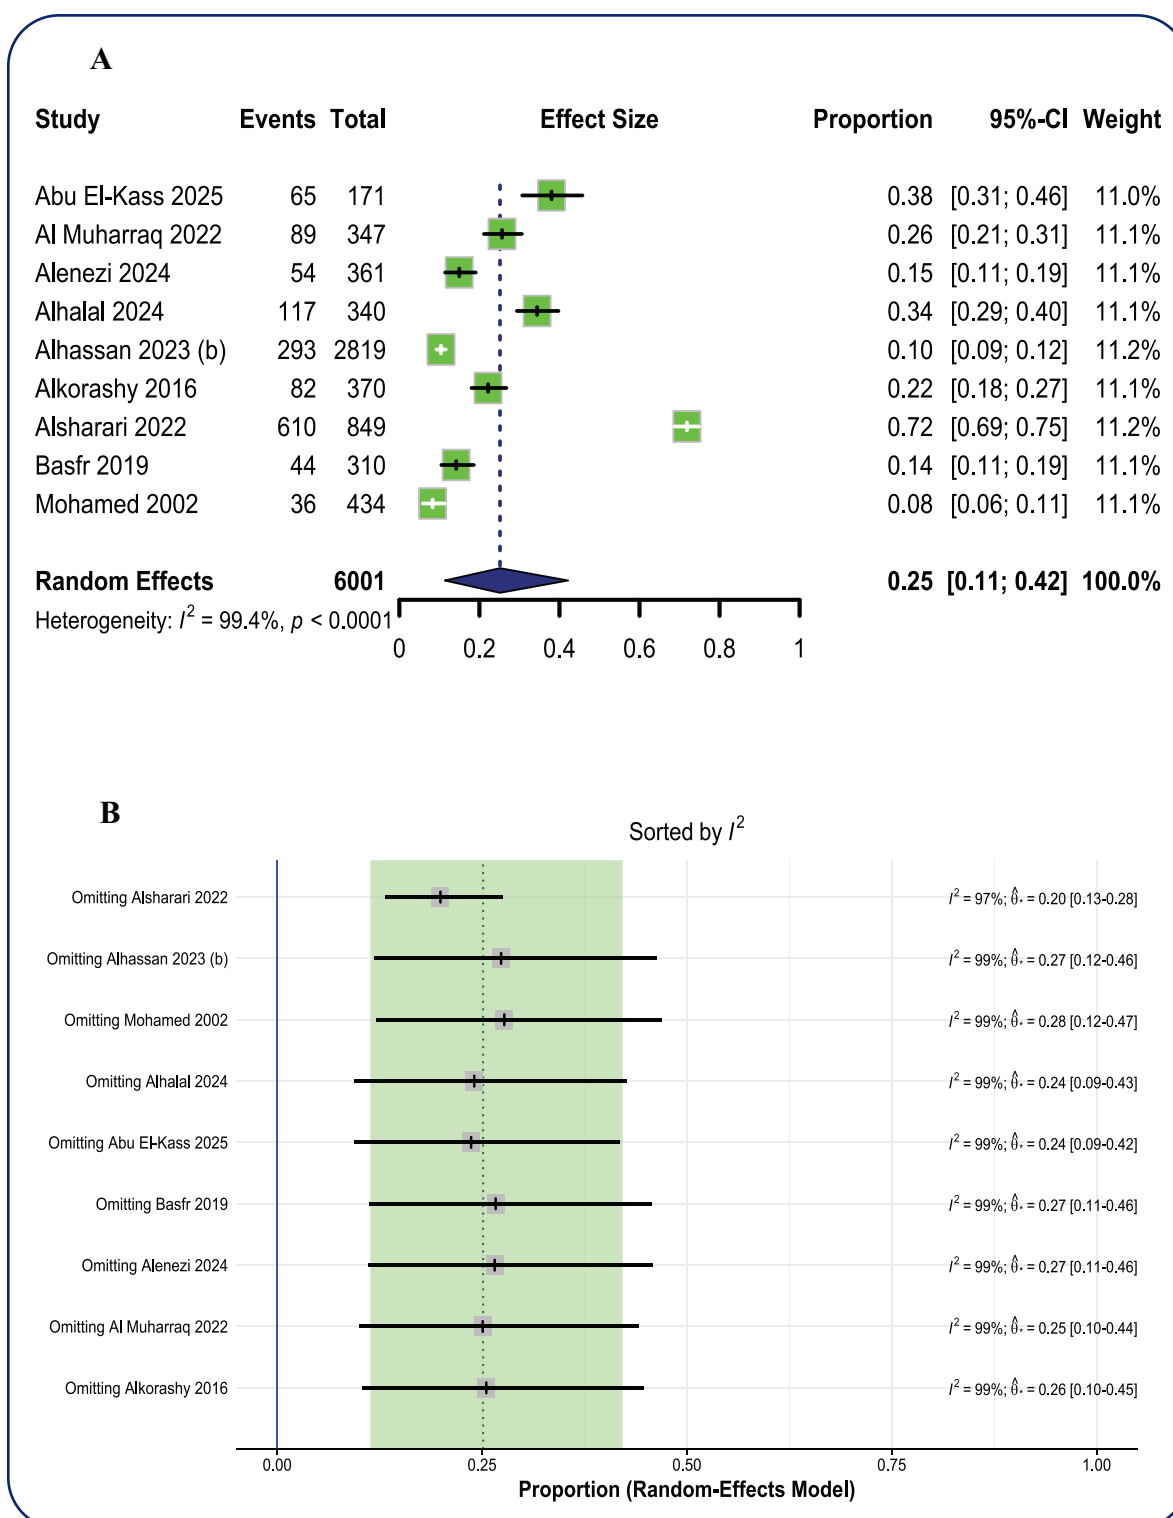 A
Study Events Total Effect Size Proportion 95%-CI Weight
Abu El-Kass 2025 65 171 0.38 [0.31; 0.46] 11.0%
Al Muharraq 2022 89 347 0.26 [0.21; 0.31] 11.1%
Alenezi 2024 54 361 0.15 [0.11; 0.19] 11.1%
Alhalal 2024 117 340 0.34 [0.29; 0.40] 11.1%
Alhassan 2023 (b) 293 2819 0.10 [0.09; 0.12] 11.2%
Alkorashy 2016 82 370 0.22 [0.18; 0.27] 11.1%
Alsharari 2022 610 849 0.72 [0.69; 0.75] 11.2%
Basfr 2019 44 310 0.14 [0.11; 0.19] 11.1%
Mohamed 2002 36 434 0.08 [0.06; 0.11] 11.1%
Random Effects 6001 0.25 [0.11; 0.42] 100.0%
Heterogeneity: I² = 99.4%, p < 0.0001
0 0.2 0.4 0.6 0.8 1
B
Sorted by I²
Omitting Alsharari 2022 I² = 97%; θ̂* = 0.20 [0.13-0.28]
Omitting Alhassan 2023 (b) I² = 99%; θ̂* = 0.27 [0.12-0.46]
Omitting Mohamed 2002 I² = 99%; θ̂* = 0.28 [0.12-0.47]
Omitting Alhalal 2024 I² = 99%; θ̂* = 0.24 [0.09-0.43]
Omitting Abu El-Kass 2025 I² = 99%; θ̂* = 0.24 [0.09-0.42]
Omitting Basfr 2019 I² = 99%; θ̂* = 0.27 [0.11-0.46]
Omitting Alenezi 2024 I² = 99%; θ̂* = 0.27 [0.11-0.46]
Omitting Al Muharraq 2022 I² = 99%; θ̂* = 0.25 [0.10-0.44]
Omitting Alkorashy 2016 I² = 99%; θ̂* = 0.26 [0.10-0.45]
0.00 0.25 0.50 0.75 1.00
Proportion (Random-Effects Model)